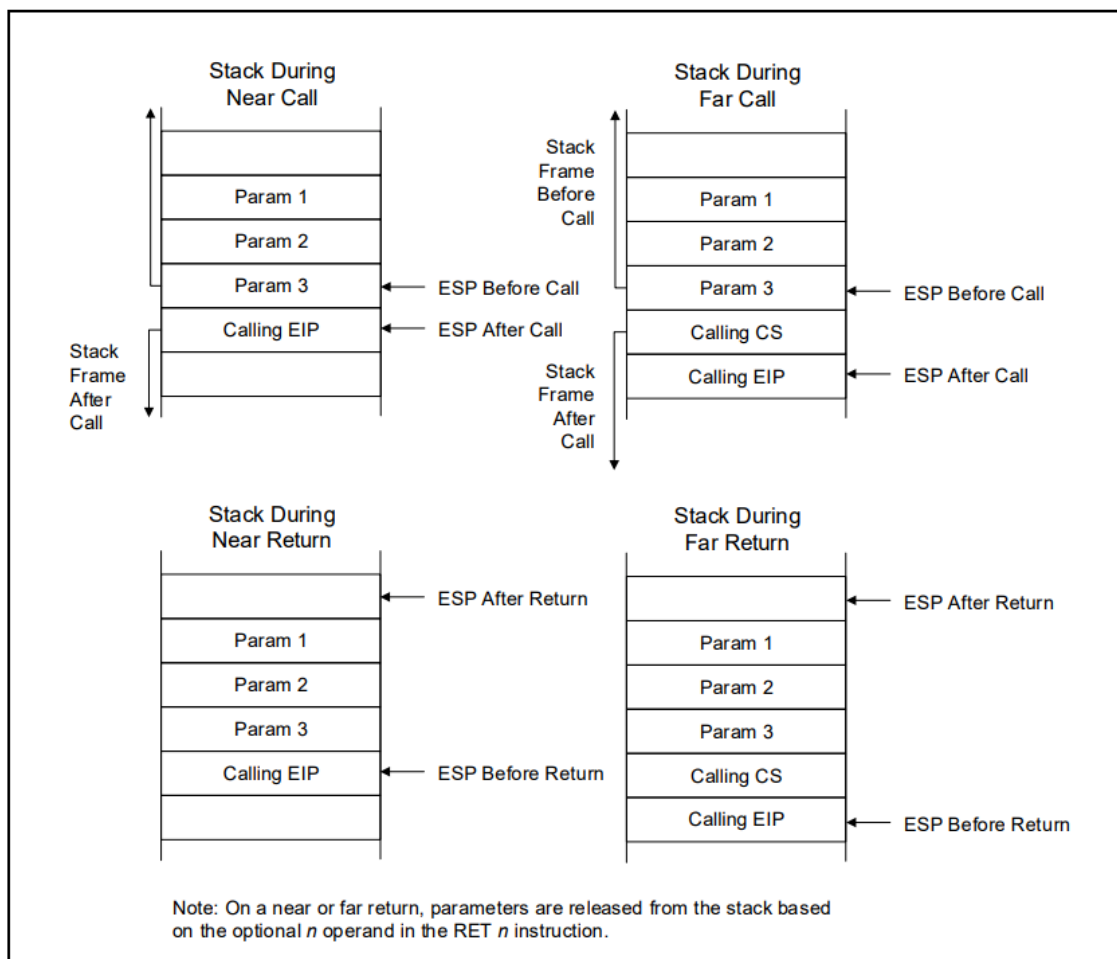 Stack During
Near Call
Param 1
Param 2
Param 3
Calling EIP
ESP Before Call
ESP After Call
Stack
Frame
After
Call
Stack During
Far Call
Stack
Frame
Before
Call
Param 1
Param 2
Param 3
Calling CS
Calling EIP
ESP Before Call
ESP After Call
Stack
Frame
After
Call
Stack During
Near Return
ESP After Return
Param 1
Param 2
Param 3
Calling EIP
ESP Before Return
Stack During
Far Return
ESP After Return
Param 1
Param 2
Param 3
Calling CS
Calling EIP
ESP Before Return
Note: On a near or far return, parameters are released from the stack based
on the optional n operand in the RET n instruction.